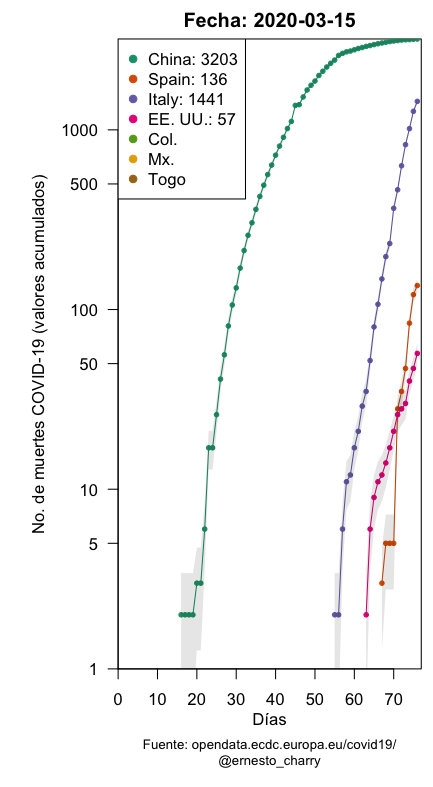 Fecha: 2020-03-15
China: 3203
Spain: 136
Italy: 1441
EE. UU.: 57
Col.
Mx.
Togo
No. de muertes COVID-19 (valores acumulados)
1000
500
100
50
10
5
1
0 10 20 30 40 50 60 70
Días
Fuente: opendata.ecdc.europa.eu/covid19/
@ernesto_charry